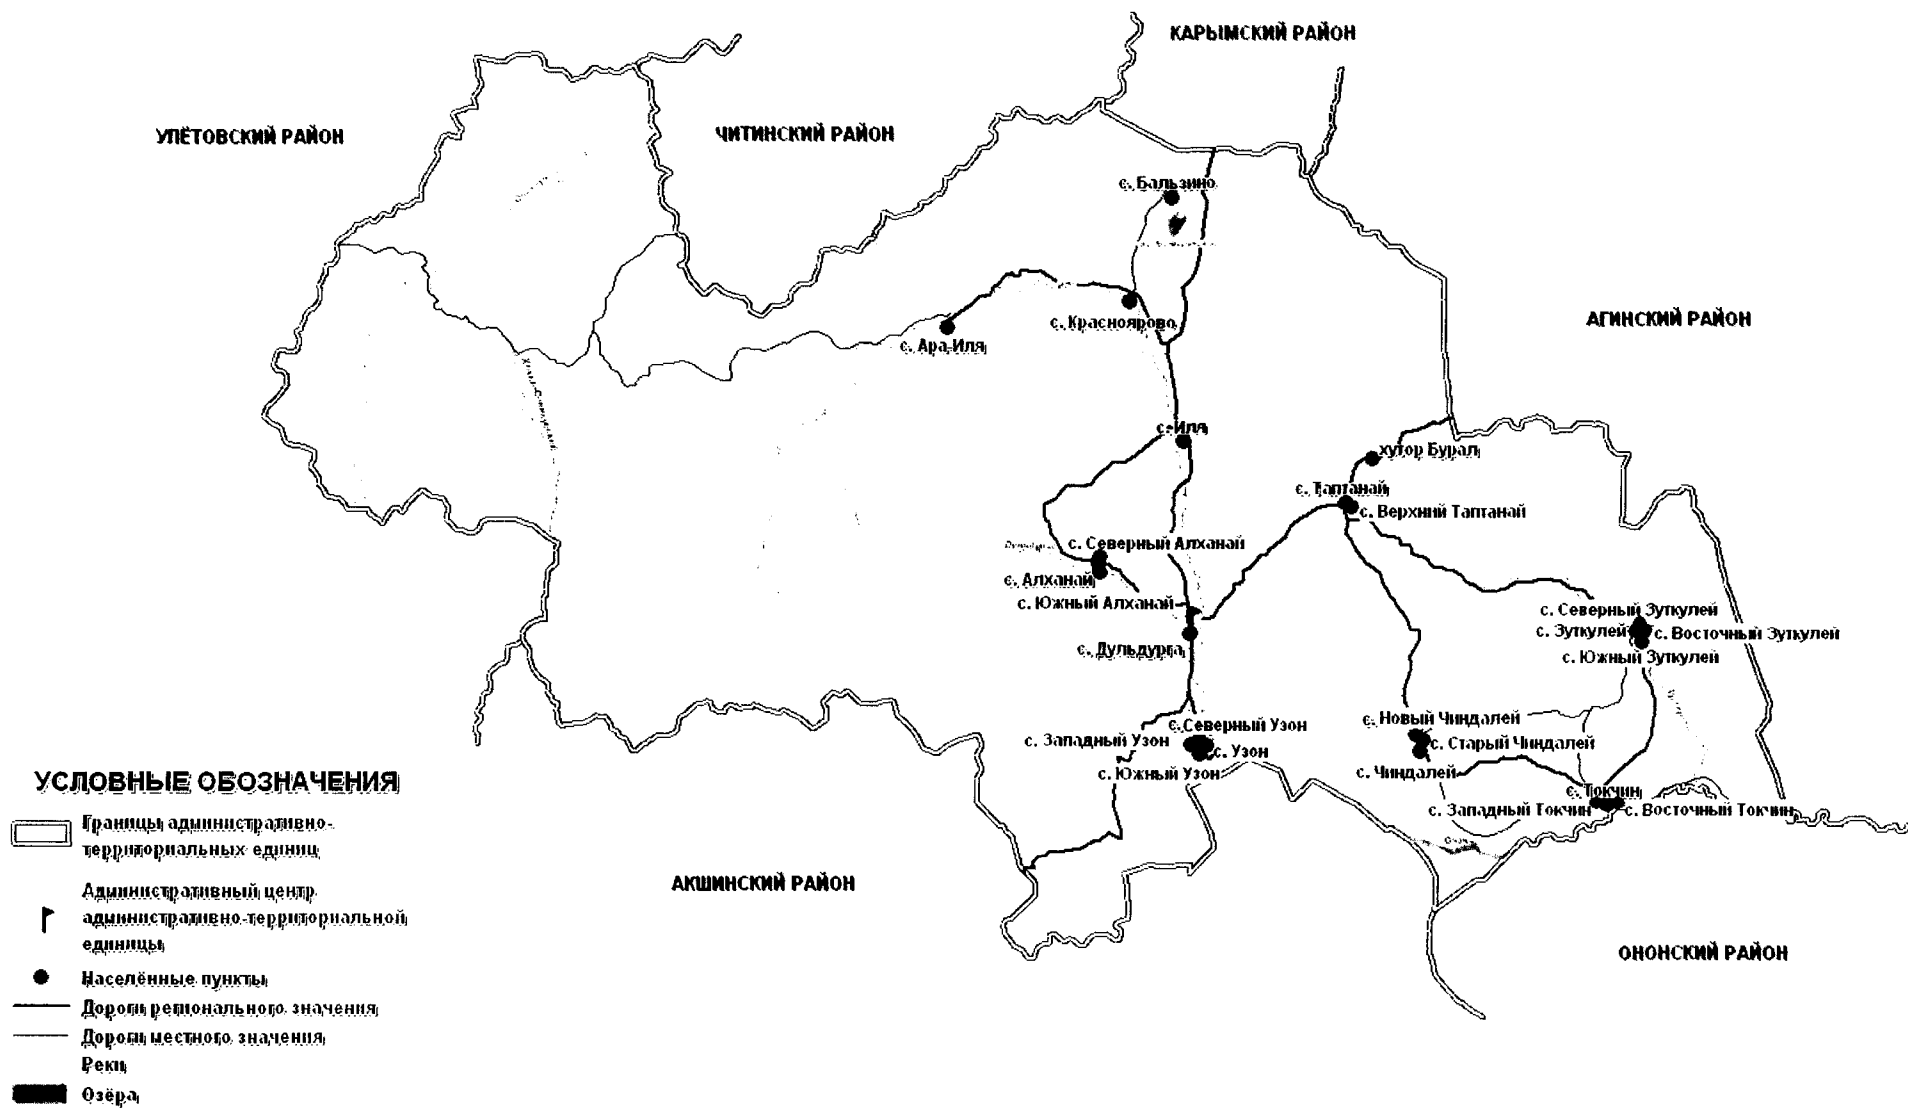 КАРЫМСКИЙ РАЙОН
УЛЁТОВСКИЙ РАЙОН
ЧИТИНСКИЙ РАЙОН
с. Бальзино
АГИНСКИЙ РАЙОН
с. Красноярово
с. Ара-Иля
с. Иля
хутор Бурал
с. Таптанай
с. Верхний Таптанай
с. Северный Алханай
с. Алханай
с. Южный Алханай
с. Дульдурга
с. Северный Зуткулей
с. Зуткулей
с. Восточный Зуткулей
с. Южный Зуткулей
с. Новый Чиндалей
с. Старый Чиндалей
с. Чиндалей
с. Северный Узон
с. Западный Узон
с. Узон
с. Южный Узон
с. Токчин
с. Западный Токчин
с. Восточный Токчин
АКШИНСКИЙ РАЙОН
ОНОНСКИЙ РАЙОН
УСЛОВНЫЕ ОБОЗНАЧЕНИЯ
Границы административно-
территориальных единиц
Административный центр
административно-территориальной
единицы
Населённые пункты
Дороги регионального значения
Дороги местного значения
Реки
Озёра